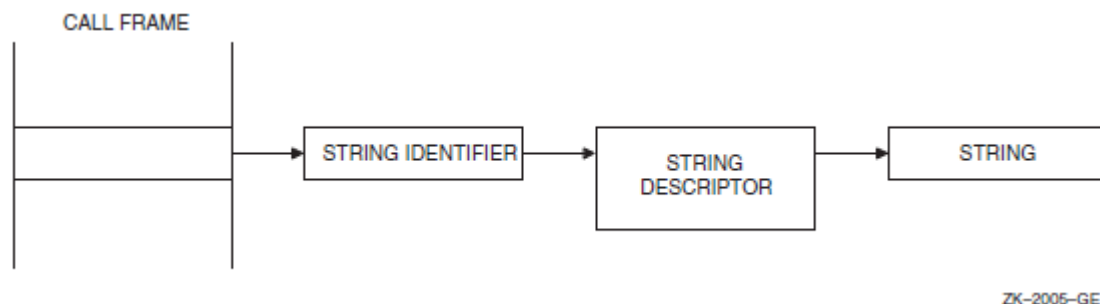 CALL FRAME
STRING IDENTIFIER
STRING
DESCRIPTOR
STRING
ZK–2005–GE